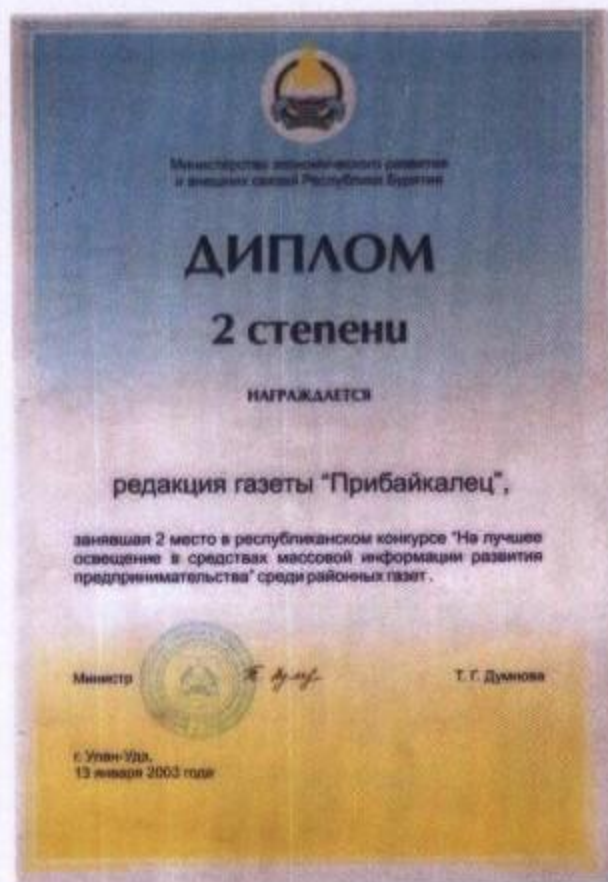 Министерство экономического развития
и внешних связей Республики Бурятия
ДИПЛОМ
2 степени
НАГРАЖДАЕТСЯ
редакция газеты "Прибайкалец",
занявшая 2 место в республиканском конкурсе "На лучшее
освещение в средствах массовой информации развития
предпринимательства" среди районных газет.
Министр
Т. Г. Думнова
г. Улан-Удэ,
13 января 2003 года